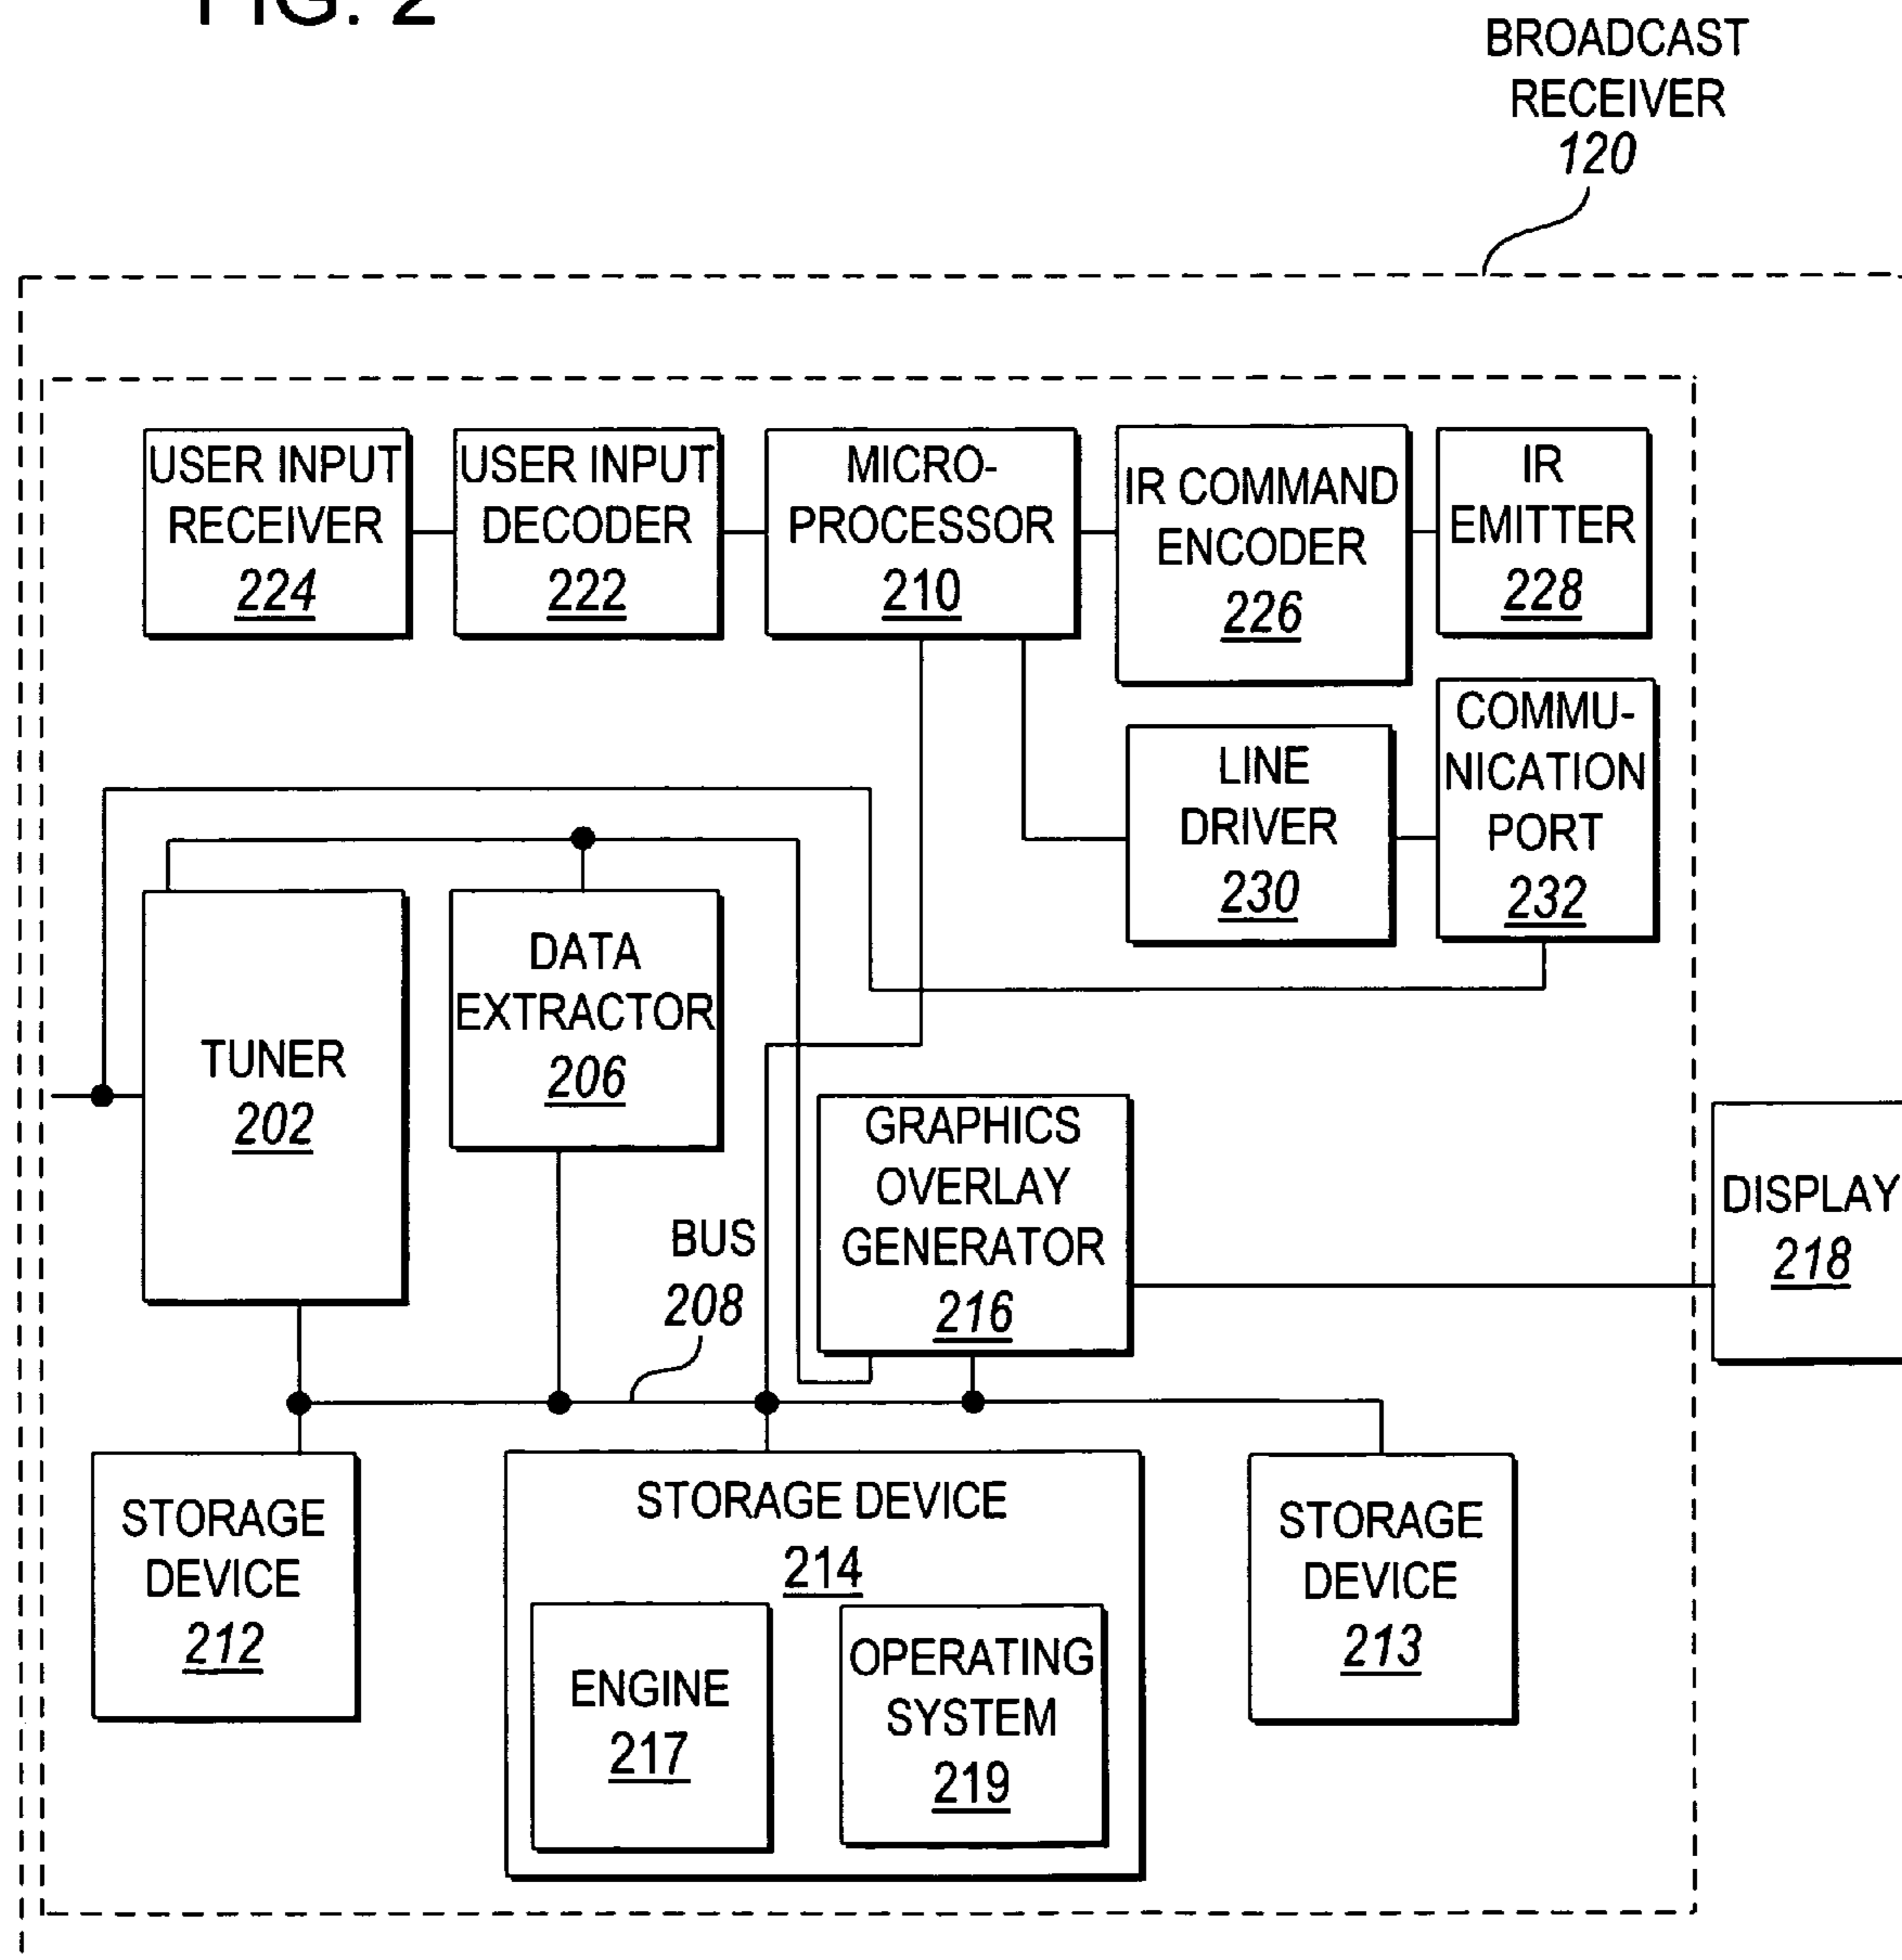 FIG. 2
BROADCAST
RECEIVER
120
USER INPUT
RECEIVER
224
USER INPUT
DECODER
222
MICRO-
PROCESSOR
210
IR COMMAND
ENCODER
226
IR
EMITTER
228
LINE
DRIVER
230
COMMU-
NICATION
PORT
232
TUNER
202
DATA
EXTRACTOR
206
GRAPHICS
OVERLAY
GENERATOR
216
DISPLAY
218
BUS
208
STORAGE
DEVICE
212
STORAGE DEVICE
214
ENGINE
217
OPERATING
SYSTEM
219
STORAGE
DEVICE
213